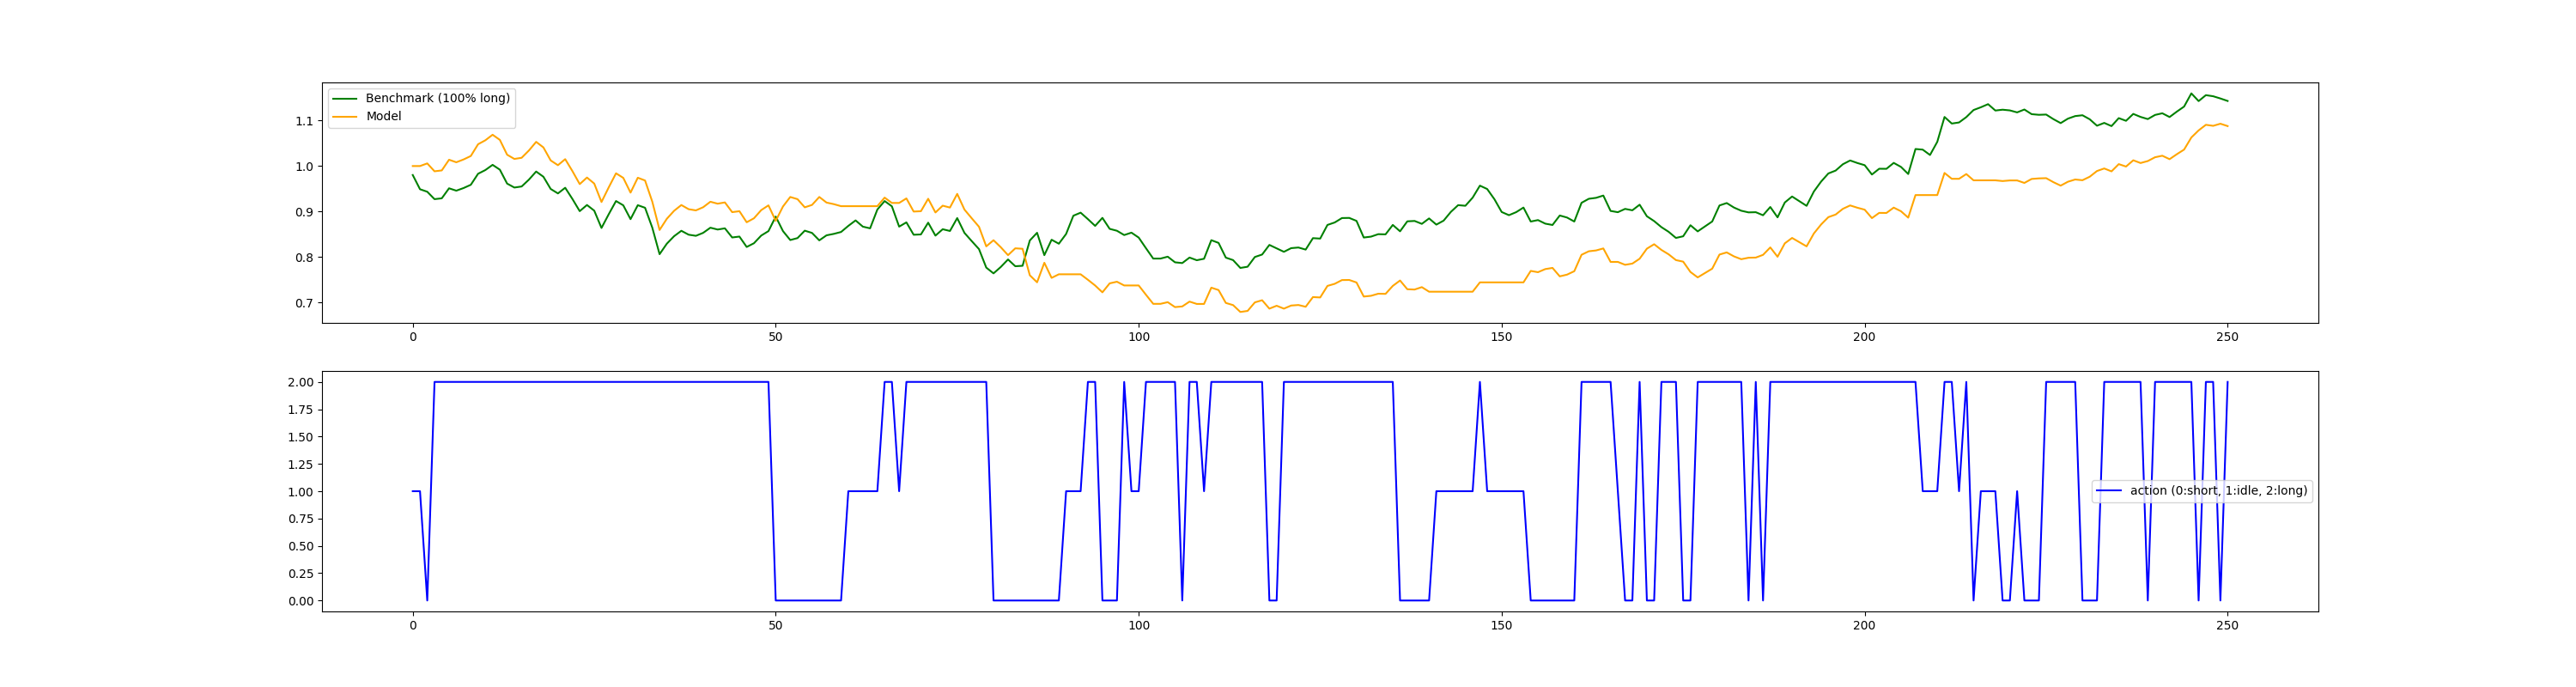 Benchmark (100% long)
Model
1.1
1.0
0.9
0.8
0.7
0 50 100 150 200 250
2.00
1.75
1.50
1.25
1.00
0.75
0.50
0.25
0.00
action (0:short, 1:idle, 2:long)
0 50 100 150 200 250